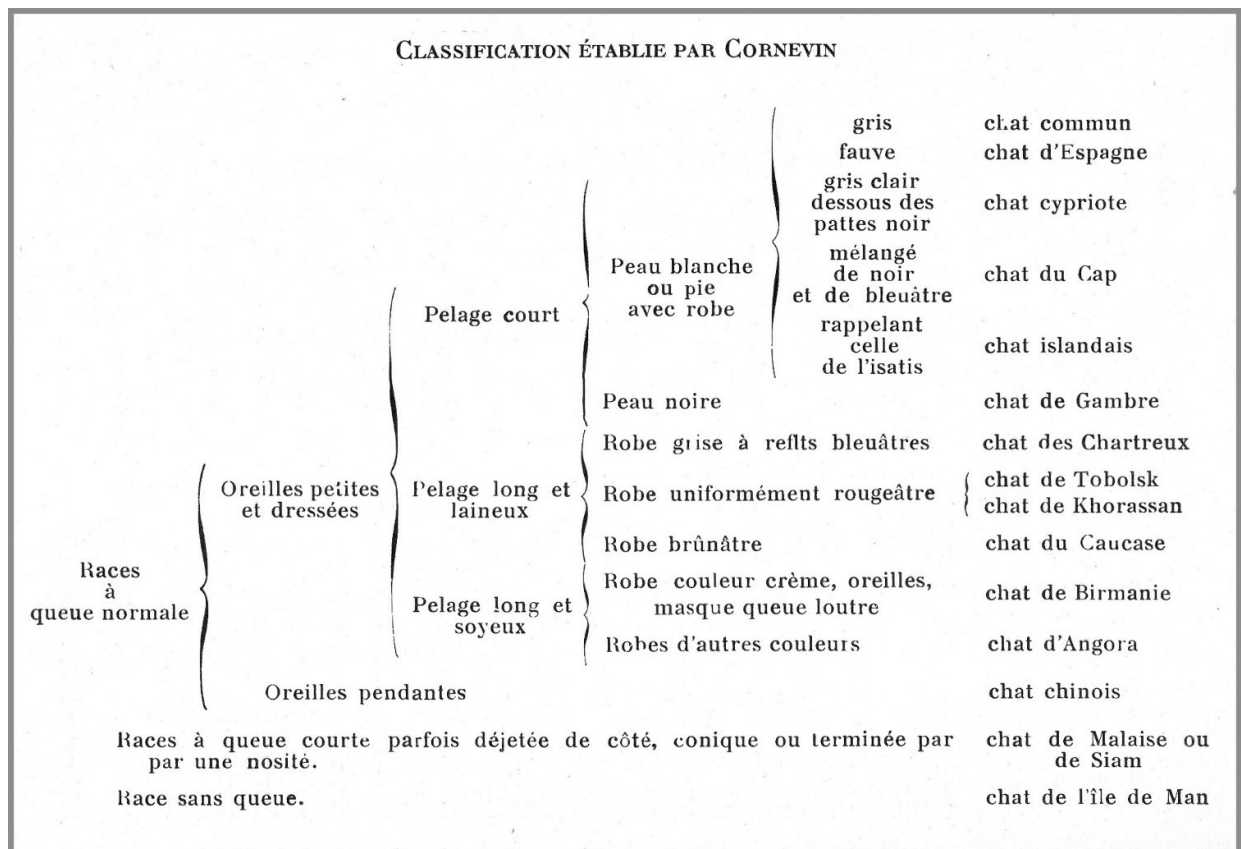 CLASSIFICATION ÉTABLIE PAR CORNEVIN
gris chat commun
fauve chat d'Espagne
gris clair
dessous des chat cypriote
pattes noir
mélangé
Peau blanche de noir chat du Cap
ou pie et de bleuâtre
avec robe
Pelage court rappelant
celle chat islandais
de l'isatis
Peau noire chat de Gambre
Robe grise à reflts bleuâtres chat des Chartreux
Oreilles petites Pelage long et chat de Tobolsk
et dressées laineux Robe uniformément rougeâtre chat de Khorassan
Robe brûnâtre chat du Caucase
Races
à
queue normale
Pelage long et Robe couleur crème, oreilles, chat de Birmanie
soyeux masque queue loutre
Robes d'autres couleurs chat d'Angora
Oreilles pendantes chat chinois
Races à queue courte parfois déjetée de côté, conique ou terminée par chat de Malaise ou
par une nosité. de Siam
Race sans queue. chat de l'île de Man